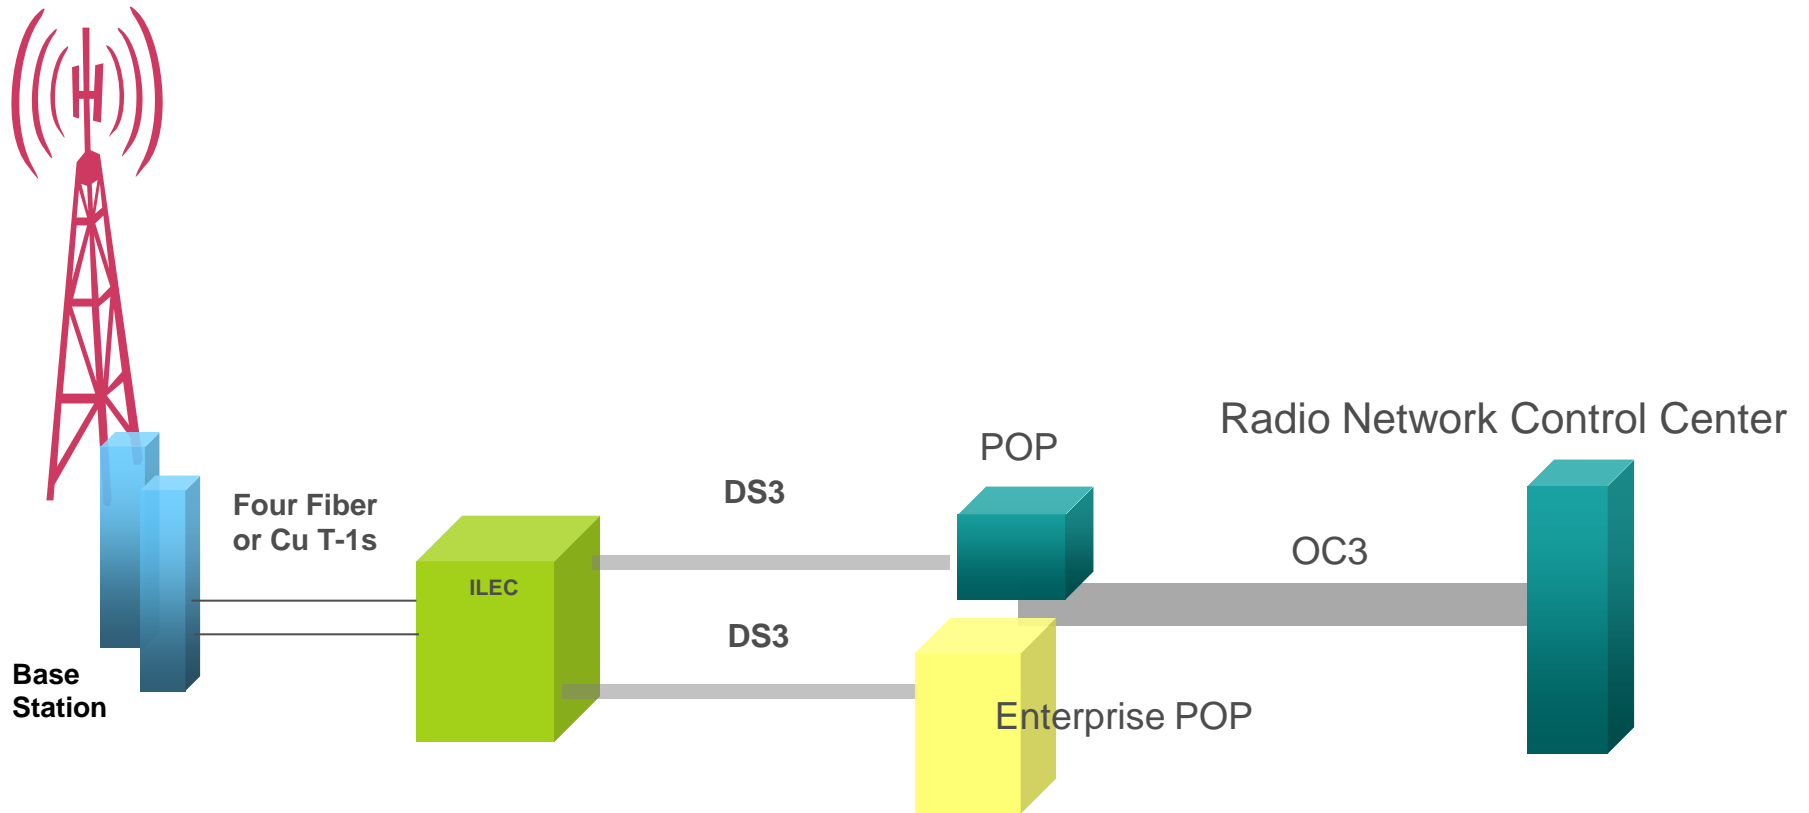 Radio Network Control Center
POP
DS3
Four Fiber
or Cu T-1s
OC3
ILEC
DS3
Base
Station
Enterprise POP